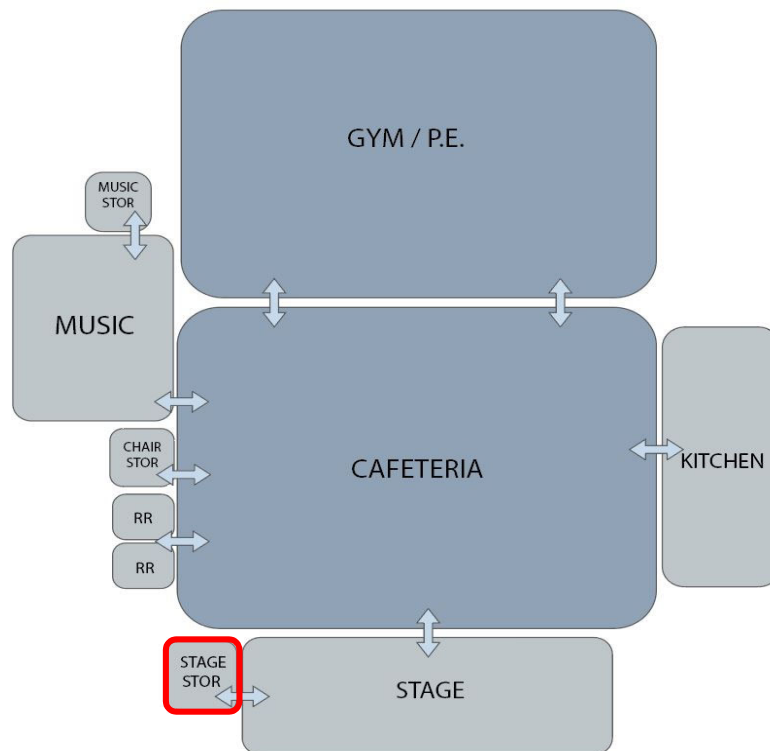 GYM / P.E.
MUSIC
STOR
MUSIC
CHAIR
STOR
CAFETERIA
KITCHEN
RR
RR
STAGE
STOR
STAGE